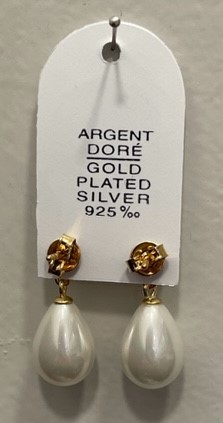 ARGENT
DORÉ
GOLD
PLATED
SILVER
925‰